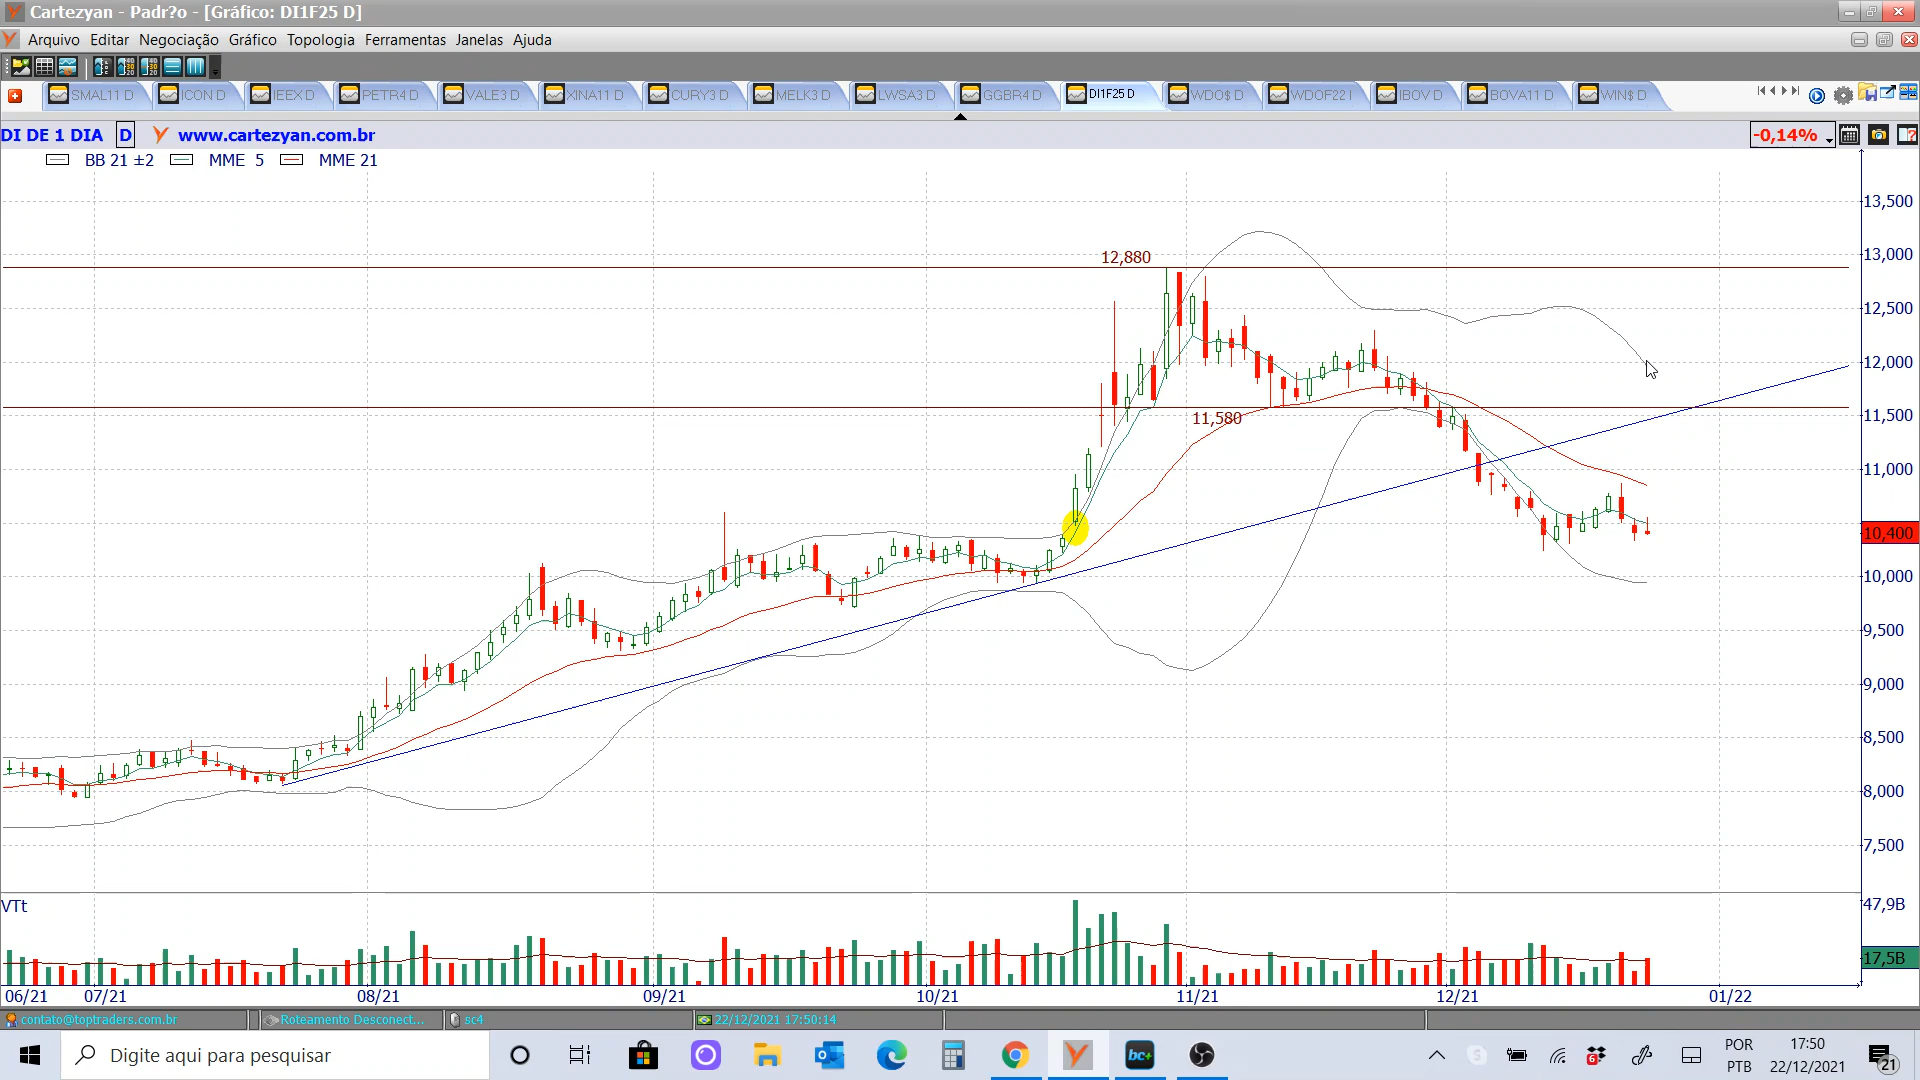 Cartezyan - Padr?o - [Gráfico: DI1F25 D]
Arquivo Editar Negociação Gráfico Topologia Ferramentas Janelas Ajuda
SMAL11 D ICON D IEEX D PETR4 D VALE3 D XINA11 D CURY3 D MELK3 D LWSA3 D GGBR4 D DI1F25 D WDO$ D WDOF22 I IBOV D BOVA11 D WIN$ D
DI DE 1 DIA D www.cartezyan.com.br -0,14%
BB 21 ±2 MME 5 MME 21
13,500
12,880
13,000
12,500
12,000
11,580
11,500
11,000
10,400
10,000
9,500
9,000
8,500
8,000
7,500
VTt
47,9B
17,5B
06/21 07/21 08/21 09/21 10/21 11/21 12/21 01/22
contato@toptraders.com.br Roteamento Desconect... sc4 22/12/2021 17:50:14
Digite aqui para pesquisar
bc+
6
POR
PTB
17:50
22/12/2021
21